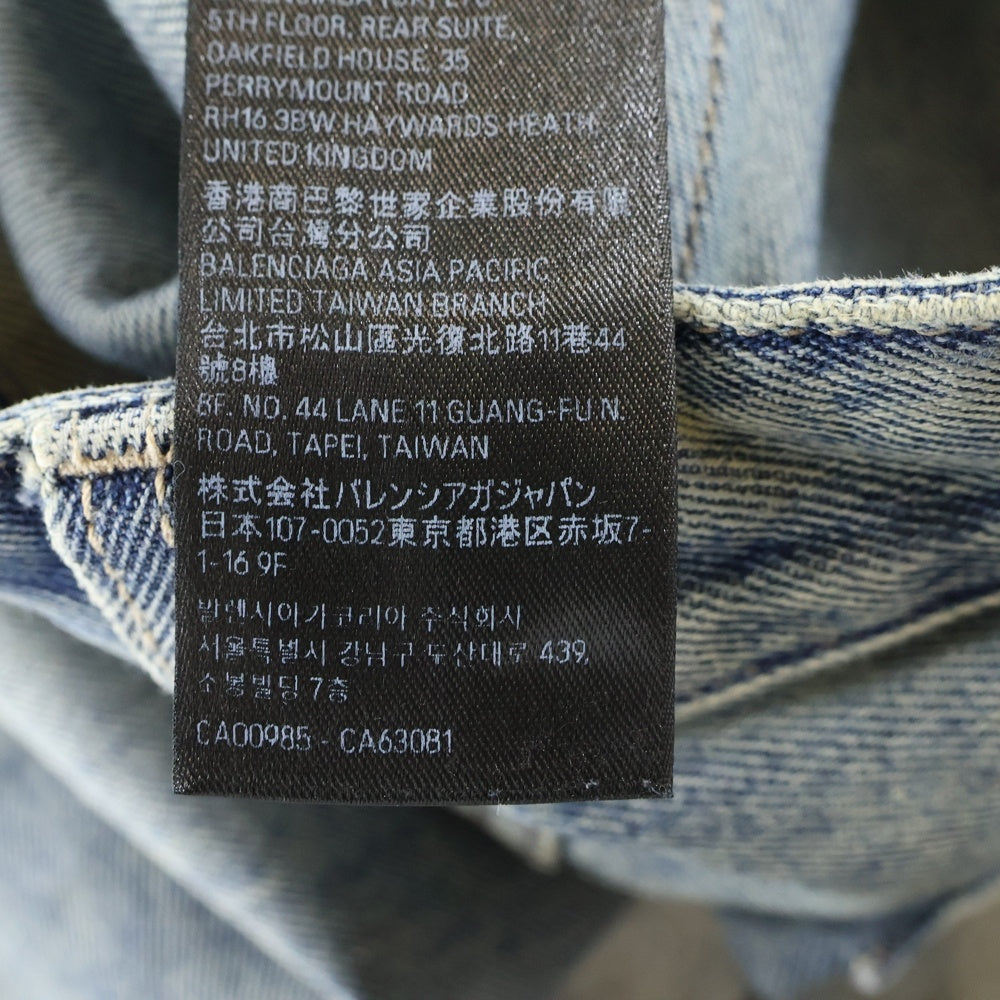 5TH FLOOR, REAR SUITE,
OAKFIELD HOUSE, 35
PERRYMOUNT ROAD
RH16 3BW HAYWARDS HEATH,
UNITED KINGDOM
香港商巴黎世家企業股份有限
公司台灣分公司
BALENCIAGA ASIA PACIFIC
LIMITED TAIWAN BRANCH
台北市松山區光復北路11巷44
號8樓
8F. NO. 44 LANE 11 GUANG-FU N.
ROAD, TAPEI, TAIWAN
株式会社バレンシアガジャパン
日本107-0052東京都港区赤坂7-
1-16 9F
발렌시아가코리아 주식회사
서울특별시 강남구 도산대로 439,
소봉빌딩 7층
CA00985 - CA63081